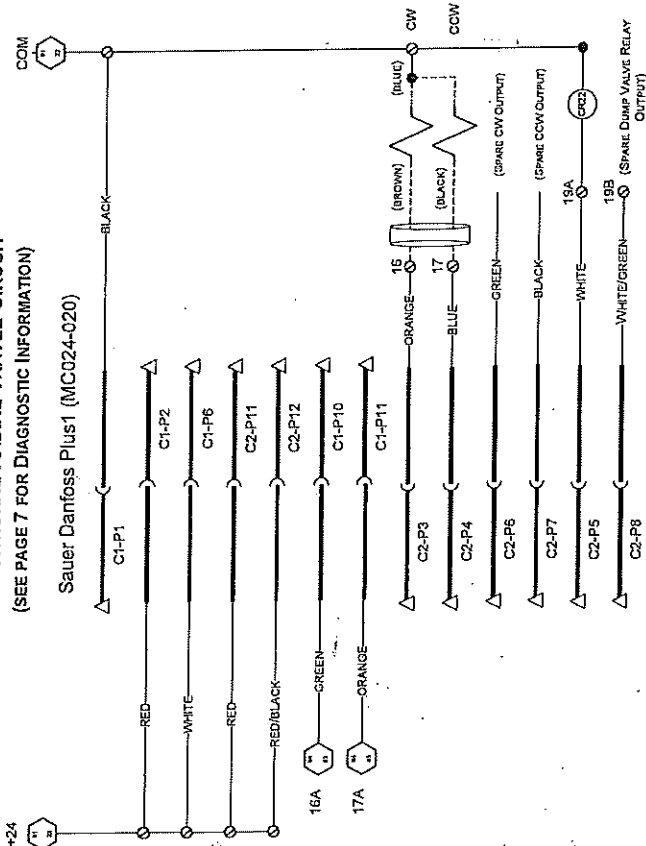 (SEE PAGE 7 FOR DIAGNOSTIC INFORMATION)
Sauer Danfoss Plus1 (MC024-020)
+24
COM
C1-P1
BLACK
RED
C1-P2
WHITE
C1-P6
RED
C2-P11
RED/BLACK
C2-P12
16A
GREEN
C1-P10
17A
ORANGE
C1-P11
C2-P3
ORANGE
16
(BROWN)
(BLUE)
CW
C2-P4
BLUE
17
(BLACK)
CCW
C2-P6
GREEN
(SPARE CW OUTPUT)
C2-P7
BLACK
(SPARE CCW OUTPUT)
C2-P5
WHITE
19A
CR22
C2-P8
WHITE/GREEN
19B
(SPARE DUMP VALVE RELAY
OUTPUT)